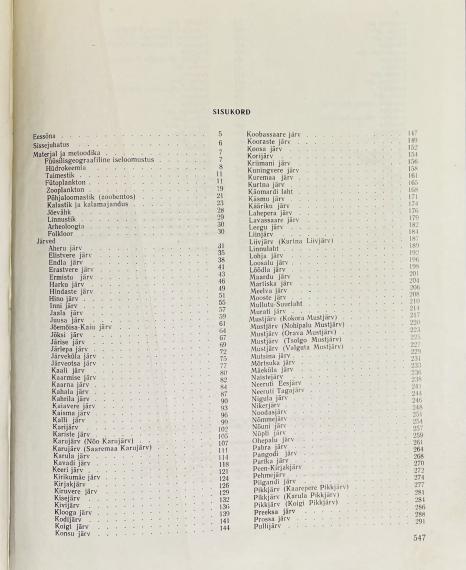 SISUKORD
Eessõna 5
Sissejuhatus 6
Materjal ja metoodika 7
Füüsilisgeograafiline iseloomustus 7
Hüdrokeemia 8
Taimestik 11
Fütoplankton 11
Zooplankton 19
Põhjaloomastik (zoobentos) 21
Kalastik ja kalamajandus 23
Jõevähk 28
Linnustik 29
Arheoloogia 30
Folkloor 30
Järved
Aheru järv 31
Elistvere järv 35
Endla järv 38
Erastvere järv 41
Ermistu järv 43
Harku järv 46
Hindaste järv 49
Hino järv 51
Inni järv 55
Jaala järv 57
Juusa järv 59
Jõemõisa-Kaiu järv 61
Jõksi järv 64
Järise järv 67
Järlepa järv 69
Järveküla järv 72
Järveotsa järv 75
Kaali järv 77
Kaarmise järv 80
Kaarna järv 82
Kahala järv 84
Kahrila järv 87
Kaiavere järv 90
Kaisma järv 93
Kalli järv 96
Karijärv 99
Kariste järv 102
Karujärv (Nõo Karujärv) 105
Karujärv (Saaremaa Karujärv) 107
Karula järv 111
Kavadi järv 114
Keeri järv 118
Kirikumäe järv 121
Kirjakjärv 124
Kiruvere järv 126
Kisejärv 129
Kivijärv 132
Klooga järv 136
Kodijärv 139
Koigi järv 141
Konsu järv 144
Koobassaare järv 147
Kooraste järv 149
Koosa järv 152
Korijärv 154
Kriimani järv 156
Kuningvere järv 158
Kuremaa järv 161
Kurtna järv 165
Käomardi laht 168
Käsmu järv 171
Kääriku järv 174
Lahepera järv 176
Lavassaare järv 179
Lergu järv 182
Liinjärv 184
Liivjärv (Kurtna Liivjärv) 187
Linnulaht 189
Lohja järv 192
Loosalu järv 196
Lõõdla järv 198
Maardu järv 201
Martiska järv 204
Meelva järv 206
Mooste järv 208
Mullutu-Suurlaht 210
Murati järv 214
Mustjärv (Kokora Mustjärv) 217
Mustjärv (Nohipalu Mustjärv) 220
Mustjärv (Orava Mustjärv) 223
Mustjärv (Tsolgo Mustjärv) 225
Mustjärv (Valguta Mustjärv) 227
Mutsina järv 229
Mõrtsuka järv 231
Mäeküla järv 233
Naistejärv 236
Neeruti Eesjärv 238
Neeruti Tagajärv 241
Nigula järv 244
Nikerjärv 246
Noodasjärv 248
Nõmmejärv 251
Nõuni järv 254
Nüpli järv 257
Ohepalu järv 259
Pabra järv 261
Pangodi järv 264
Parika järv 268
Peen-Kirjakjärv 270
Pehmejärv 272
Piigandi järv 274
Pikkjärv (Kaarepere Pikkjärv) 277
Pikkjärv (Karula Pikkjärv) 281
Pikkjärv (Koigi Pikkjärv) 284
Preeksa järv 286
Prossa järv 288
Pullijärv 291
547